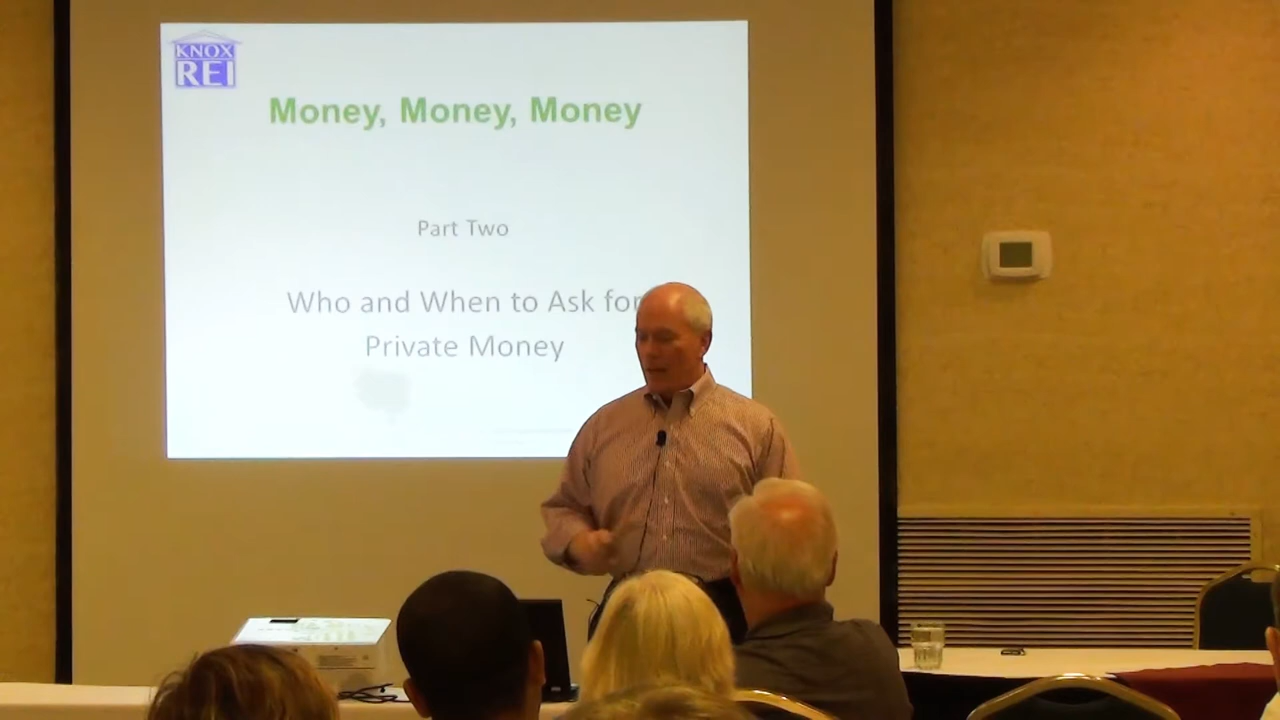 KNOX
REI
Money, Money, Money
Part Two
Who and When to Ask for
Private Money